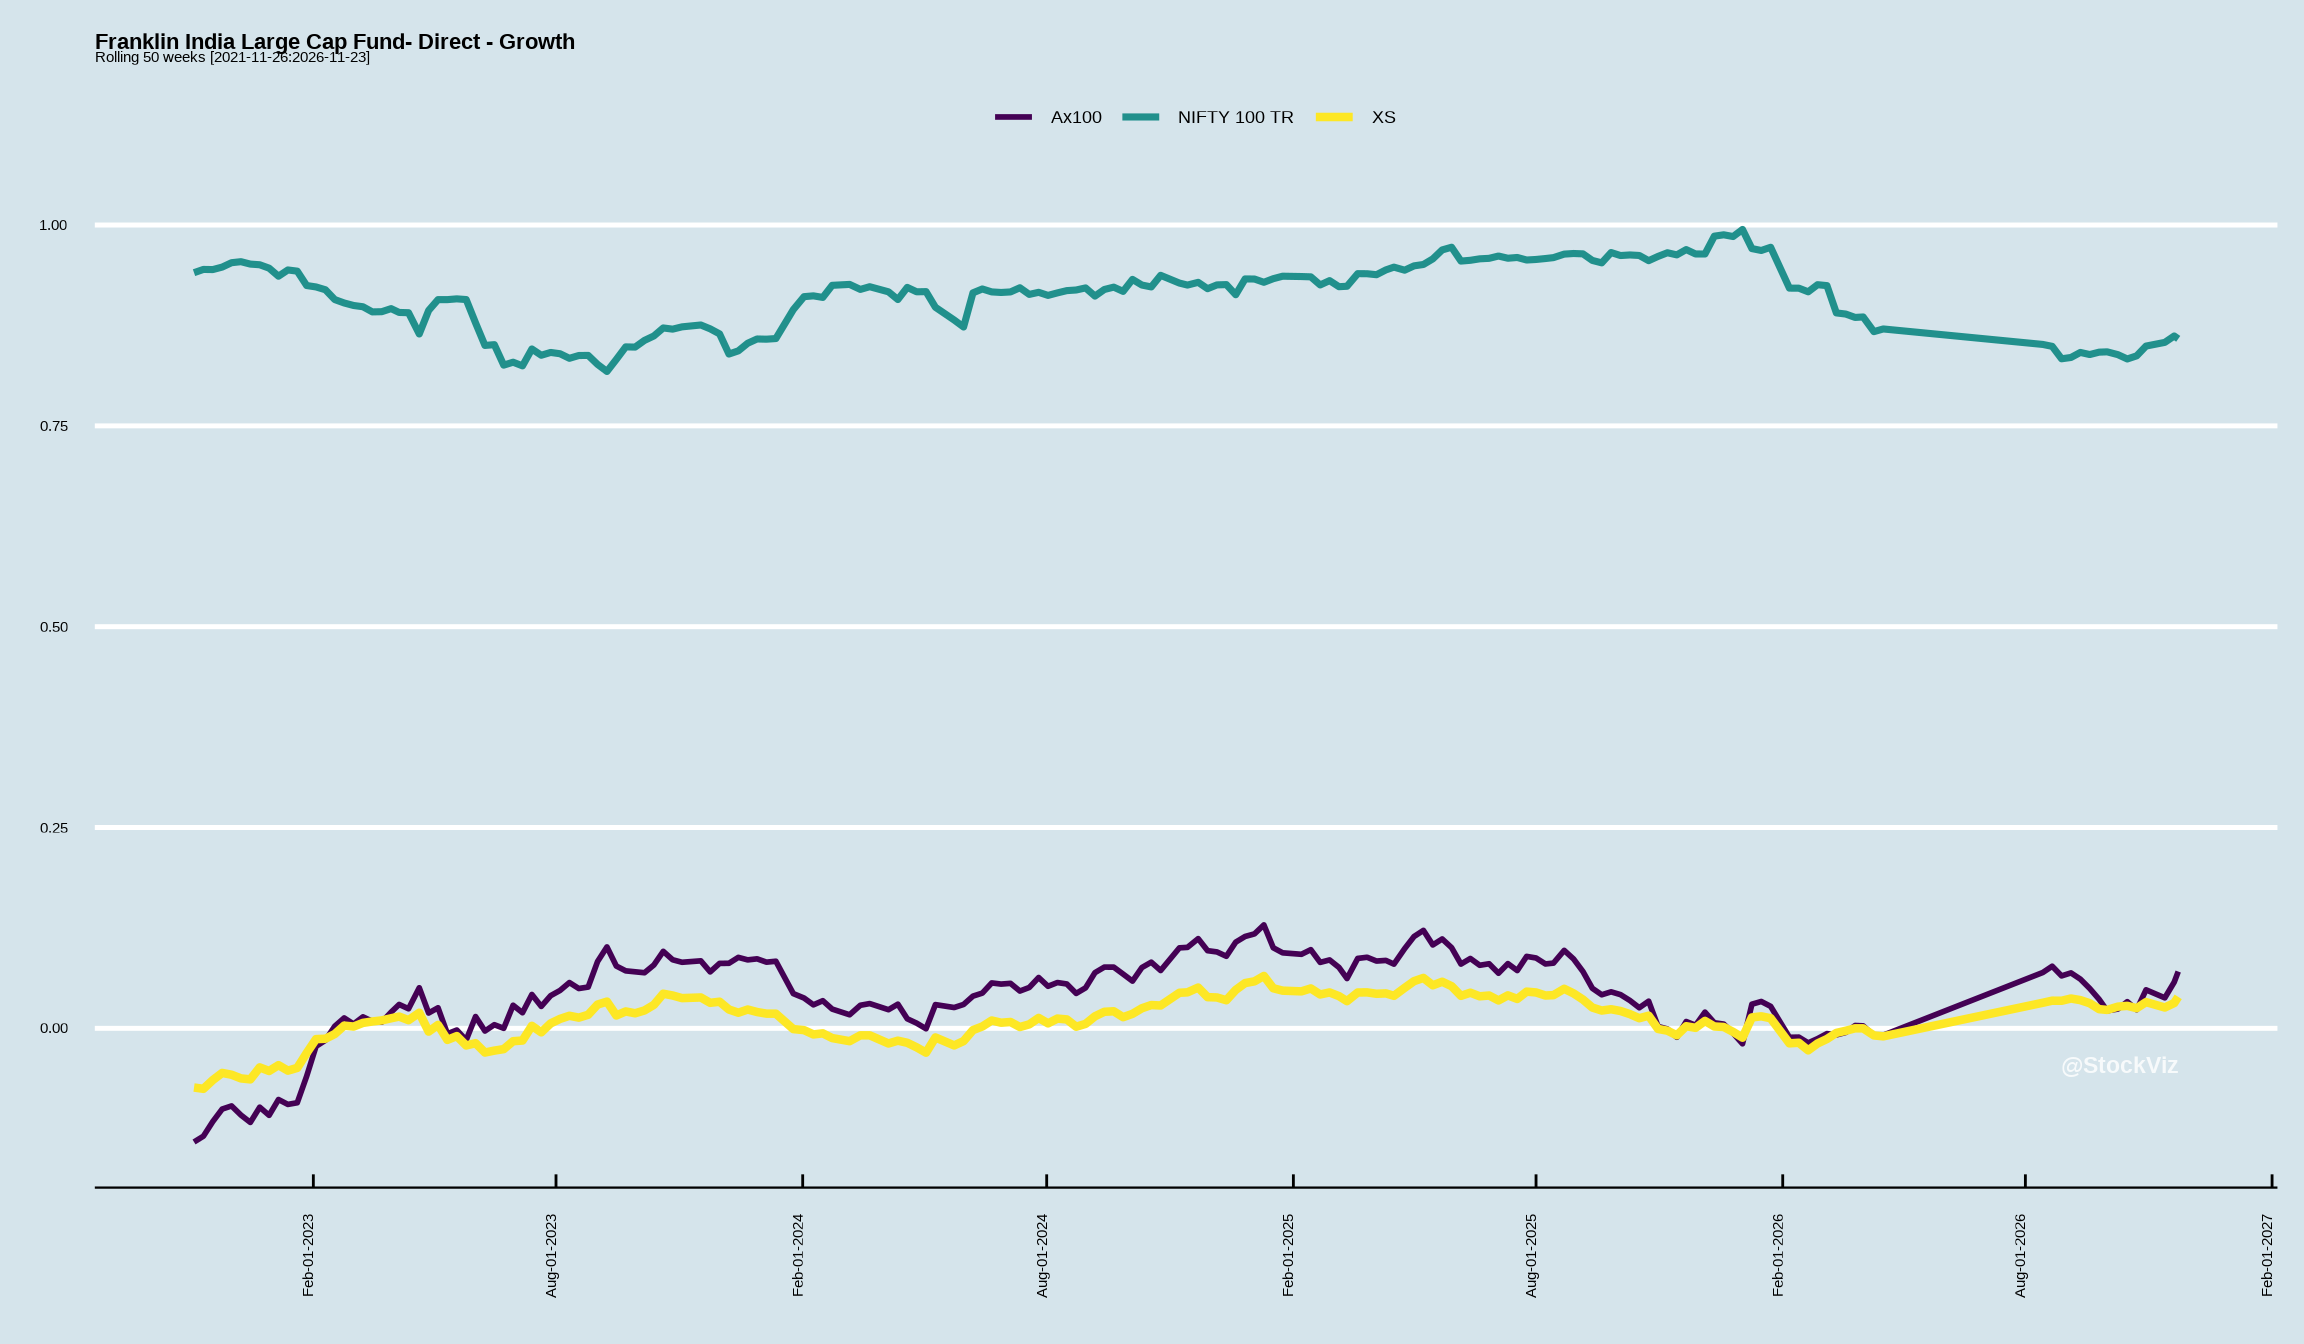 Franklin India Large Cap Fund- Direct - Growth
Rolling 50 weeks [2021-11-26:2026-11-23]
Ax100 NIFTY 100 TR XS
1.00
0.75
0.50
0.25
0.00
@StockViz
Feb-01-2023 Aug-01-2023 Feb-01-2024 Aug-01-2024 Feb-01-2025 Aug-01-2025 Feb-01-2026 Aug-01-2026 Feb-01-2027